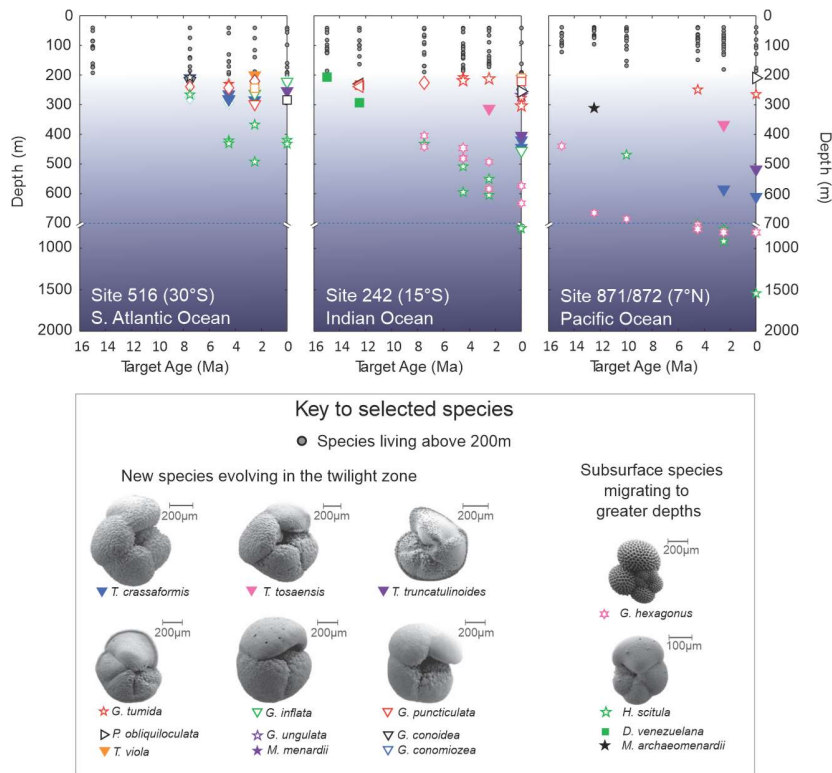 0
100
200
300
400
500
600
700
1000
1500
2000
Depth (m)
16 14 12 10 8 6 4 2 0
Target Age (Ma)
Site 516 (30°S)
S. Atlantic Ocean
16 14 12 10 8 6 4 2 0
Target Age (Ma)
Site 242 (15°S)
Indian Ocean
16 14 12 10 8 6 4 2 0
Target Age (Ma)
Site 871/872 (7°N)
Pacific Ocean
0
100
200
300
400
500
600
700
1000
1500
2000
Depth (m)
Key to selected species
Species living above 200m
New species evolving in the twilight zone
Subsurface species
migrating to
greater depths
200µm
200µm
200µm
200µm
T. crassaformis
T. tosaensis
T. truncatulinoides
G. hexagonus
200µm
200µm
200µm
100µm
G. tumida
G. inflata
G. puncticulata
H. scitula
P. obliquiloculata
G. ungulata
G. conoidea
D. venezuelana
T. viola
M. menardii
G. conomiozea
M. archaeomenardii